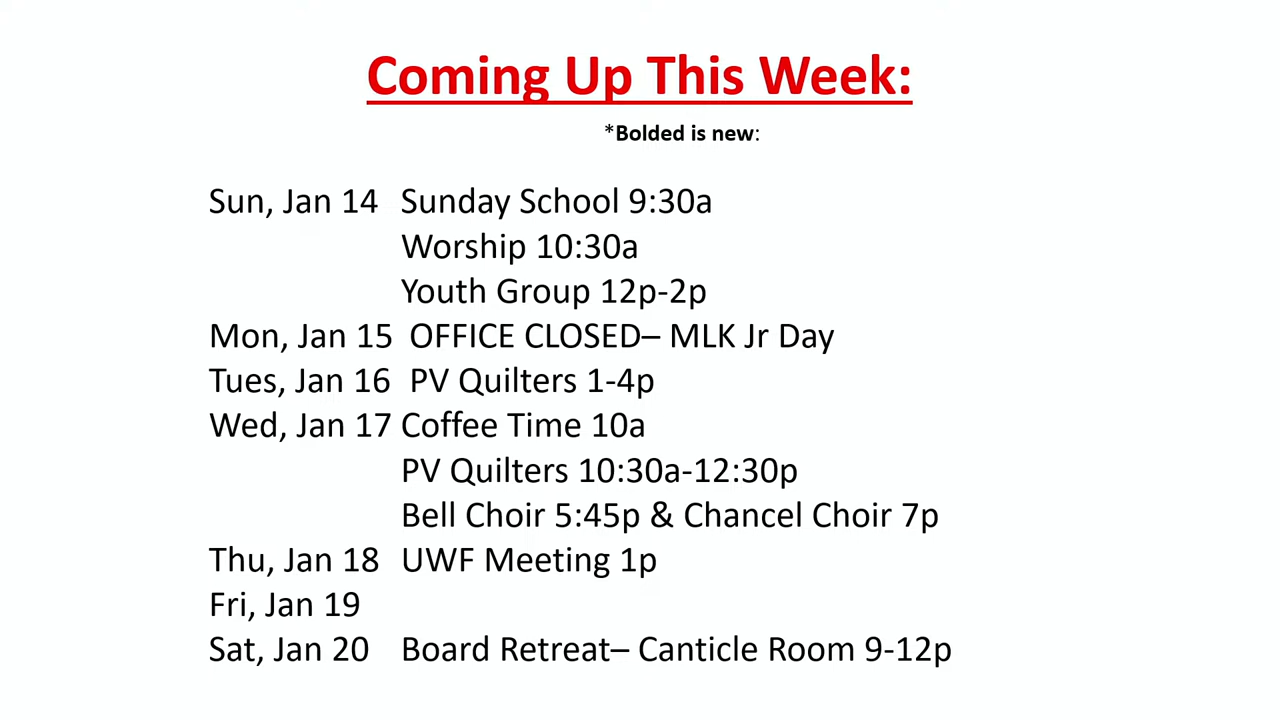 Coming Up This Week:
*Bolded is new:
Sun, Jan 14 Sunday School 9:30a
Worship 10:30a
Youth Group 12p-2p
Mon, Jan 15 OFFICE CLOSED– MLK Jr Day
Tues, Jan 16 PV Quilters 1-4p
Wed, Jan 17 Coffee Time 10a
PV Quilters 10:30a-12:30p
Bell Choir 5:45p & Chancel Choir 7p
Thu, Jan 18 UWF Meeting 1p
Fri, Jan 19
Sat, Jan 20 Board Retreat– Canticle Room 9-12p